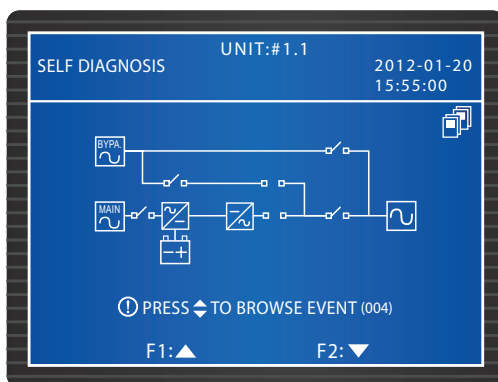 UNIT:#1.1
SELF DIAGNOSIS
2012-01-20
15:55:00
BYPA.
MAIN
PRESS TO BROWSE EVENT (004)
F1: F2: